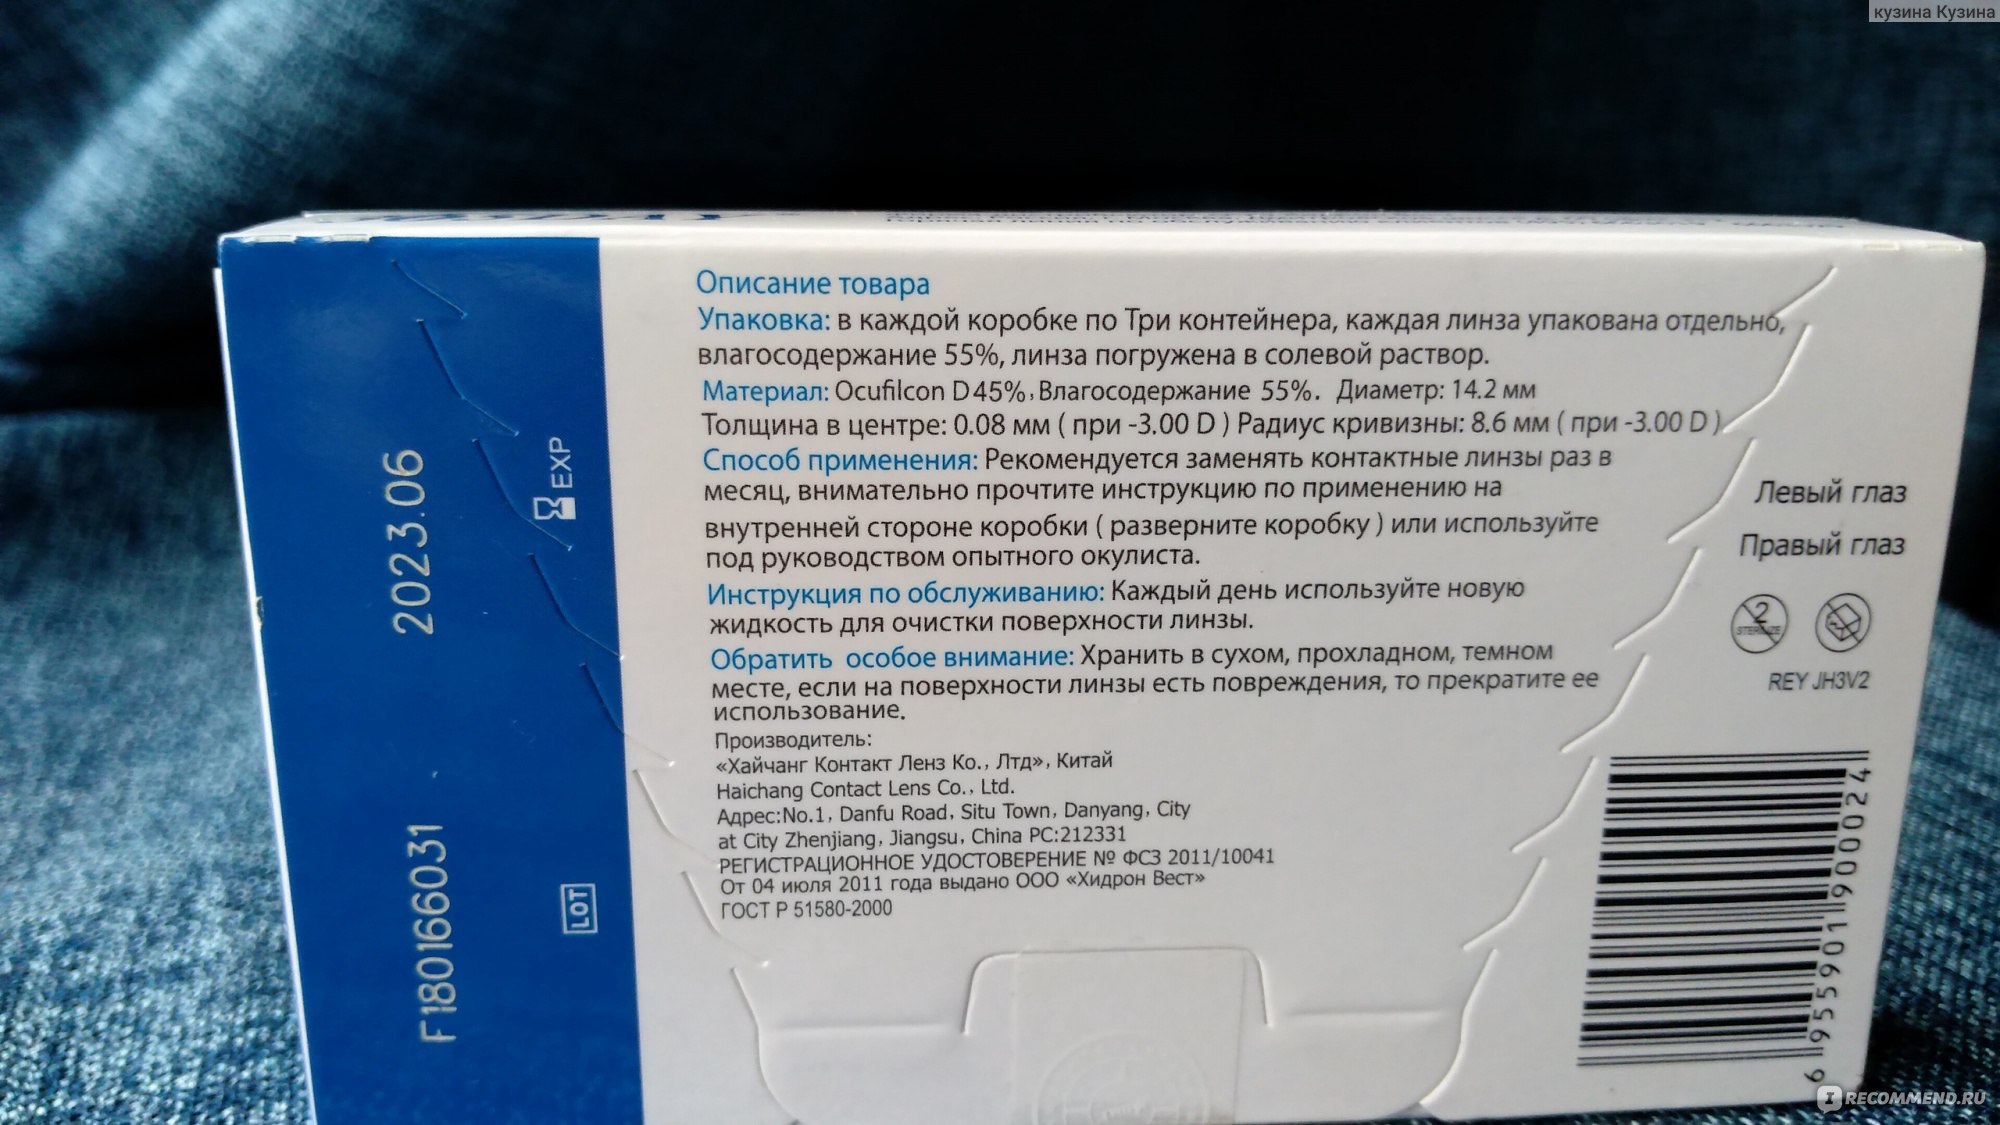 кузина Кузина
Описание товара
Упаковка: в каждой коробке по Три контейнера, каждая линза упакована отдельно,
влагосодержание 55%, линза погружена в солевой раствор.
Материал: Ocufilcon D 45%, Влагосодержание 55%. Диаметр: 14.2 мм
Толщина в центре: 0.08 мм ( при -3.00 D ) Радиус кривизны: 8.6 мм ( при -3.00 D )
Способ применения: Рекомендуется заменять контактные линзы раз в
месяц, внимательно прочтите инструкцию по применению на
внутренней стороне коробки ( разверните коробку ) или используйте
под руководством опытного окулиста.
Инструкция по обслуживанию: Каждый день используйте новую
жидкость для очистки поверхности линзы.
Обратить особое внимание: Хранить в сухом, прохладном, темном
месте, если на поверхности линзы есть повреждения, то прекратите ее
использование.
Производитель:
«Хайчанг Контакт Ленз Ко., Лтд», Китай
Haichang Contact Lens Co., Ltd.
Адрес:No.1, Danfu Road, Situ Town, Danyang, City
at City Zhenjiang, Jiangsu, China PC:212331
РЕГИСТРАЦИОННОЕ УДОСТОВЕРЕНИЕ № ФСЗ 2011/10041
От 04 июля 2011 года выдано ООО «Хидрон Вест»
ГОСТ Р 51580-2000
2023.06
EXP
F180166031
LOT
Левый глаз
Правый глаз
2
STERILIZE
REY JH3V2
6 955901 900024
IRECOMMEND.RU